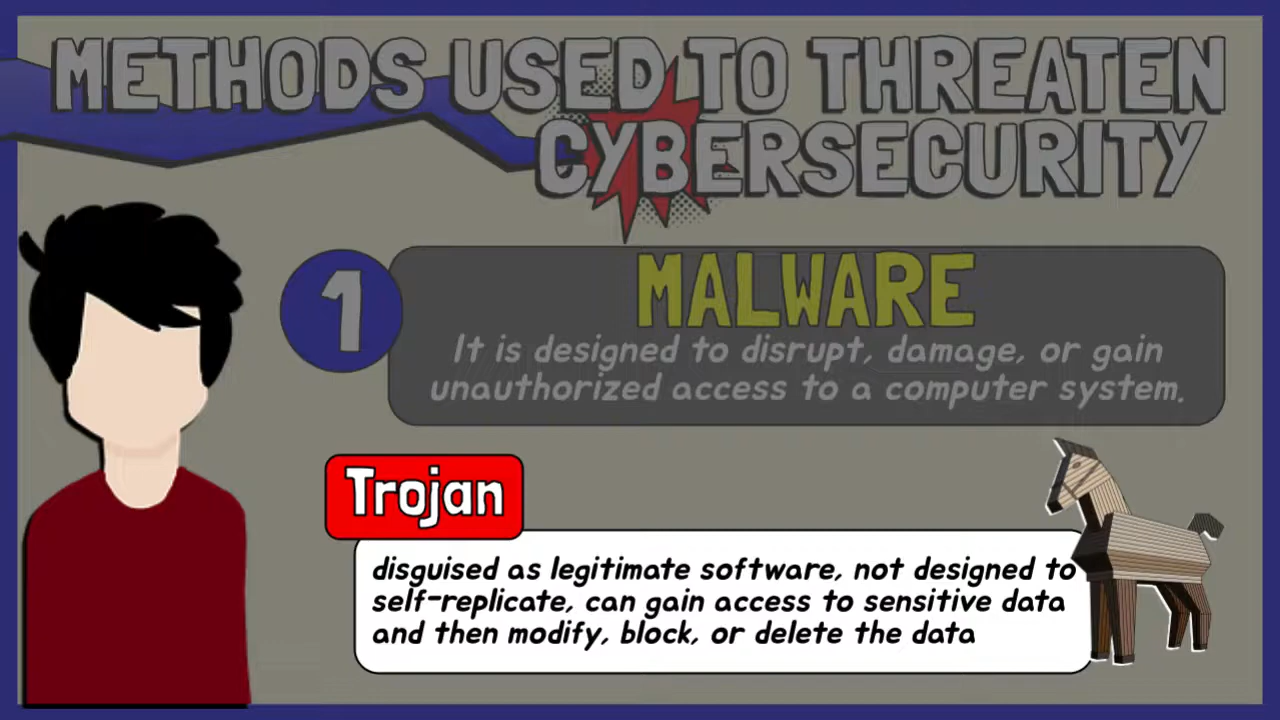 METHODS USED TO THREATEN
CYBERSECURITY
1
MALWARE
It is designed to disrupt, damage, or gain
unauthorized access to a computer system.
Trojan
disguised as legitimate software, not designed to
self-replicate, can gain access to sensitive data
and then modify, block, or delete the data